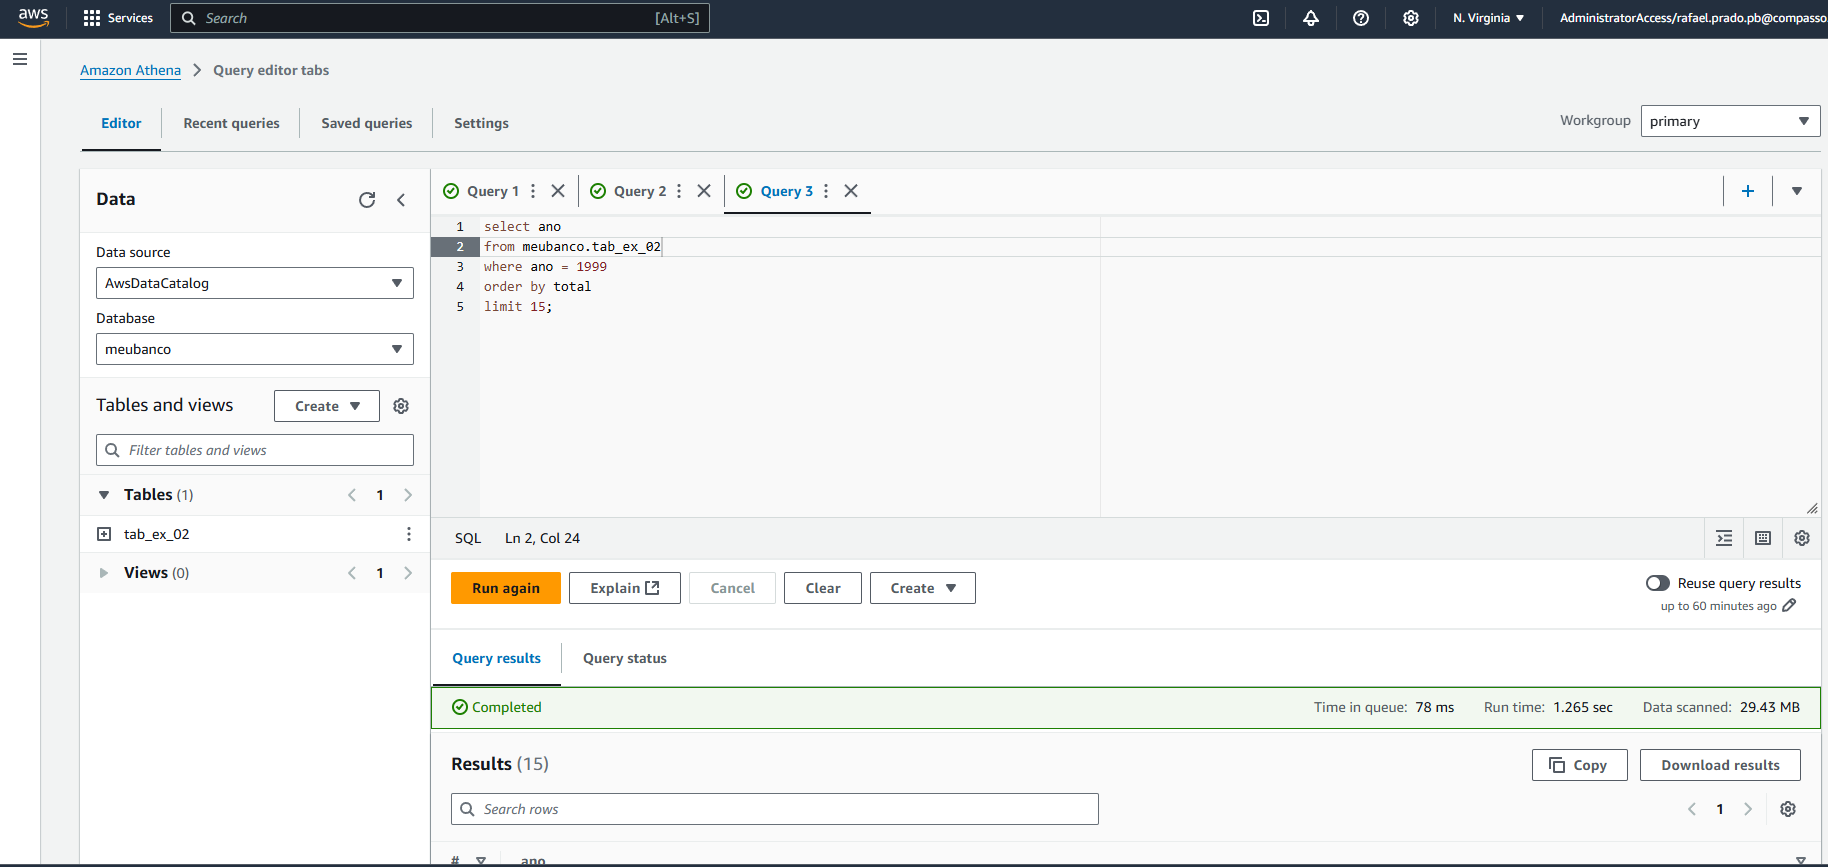 aws
Services
Search [Alt+S]
N. Virginia
AdministratorAccess/rafael.prado.pb@compasso
Amazon Athena
Query editor tabs
Editor
Recent queries
Saved queries
Settings
Workgroup
primary
Data
Data source
AwsDataCatalog
Database
meubanco
Tables and views
Create
Filter tables and views
Tables (1)
1
tab_ex_02
Views (0)
1
Query 1
Query 2
Query 3
1 select ano
2 from meubanco.tab_ex_02
3 where ano = 1999
4 order by total
5 limit 15;
SQL
Ln 2, Col 24
Run again
Explain
Cancel
Clear
Create
Reuse query results
up to 60 minutes ago
Query results
Query status
Completed
Time in queue: 78 ms
Run time: 1.265 sec
Data scanned: 29.43 MB
Results (15)
Copy
Download results
Search rows
1
# ano